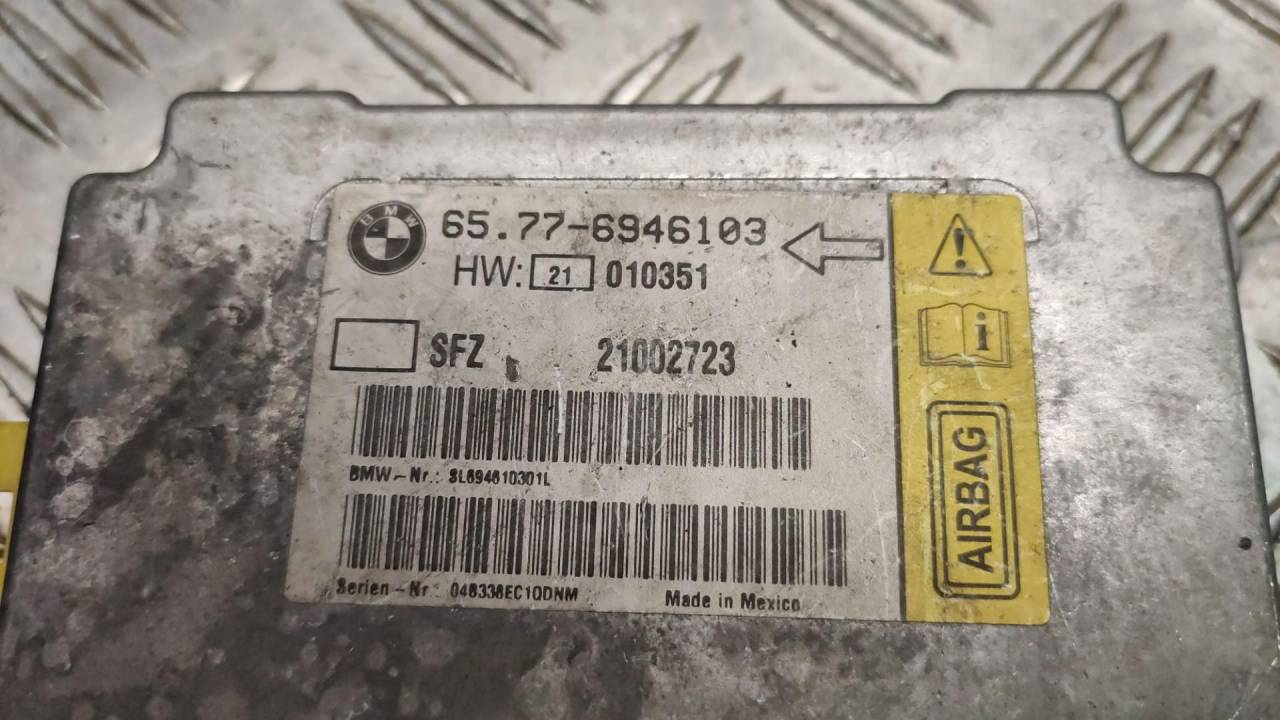 BMW
65.77-6946103
HW: 21 010351
SFZ 21002723
BMW-Nr.: SL694610301L
Serien-Nr.: 048338EC10DNM Made in Mexico
i
AIRBAG